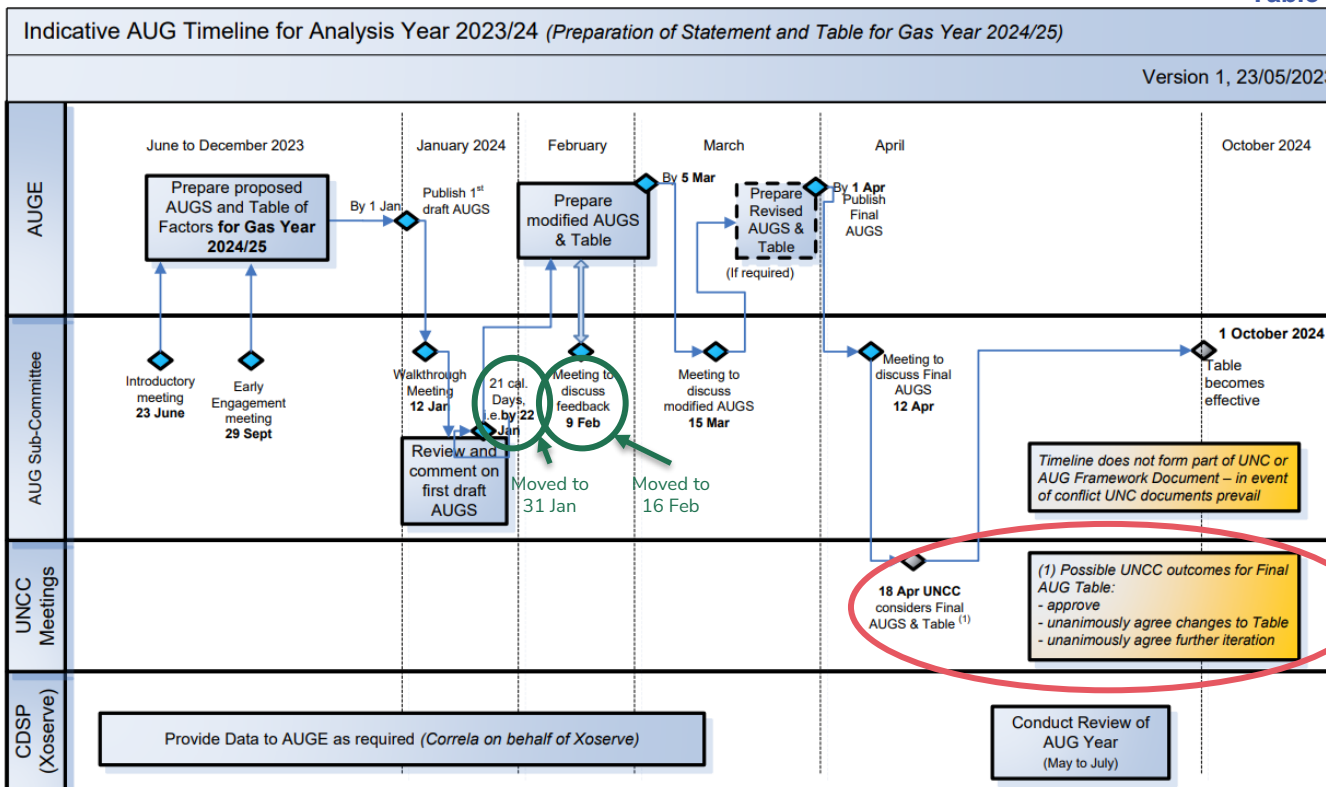 Table
Indicative AUG Timeline for Analysis Year 2023/24 (Preparation of Statement and Table for Gas Year 2024/25)
Version 1, 23/05/2023
AUGE
June to December 2023
January 2024
February
March
April
October 2024
Prepare proposed
AUGS and Table of
Factors for Gas Year
2024/25
By 1 Jan
Publish 1st
draft AUGS
Prepare
modified AUGS
& Table
By 5 Mar
Prepare
Revised
AUGS &
Table
(If required)
By 1 Apr
Publish
Final
AUGS
AUG Sub-Committee
Introductory
meeting
23 June
Early
Engagement
meeting
29 Sept
Walkthrough
Meeting
12 Jan
21 cal.
Days,
i.e.by 22
Jan
Review and
comment on
first draft
AUGS
Moved to
31 Jan
Meeting to
discuss
feedback
9 Feb
Moved to
16 Feb
Meeting to
discuss
modified AUGS
15 Mar
Meeting to
discuss Final
AUGS
12 Apr
1 October 2024
Table
becomes
effective
Timeline does not form part of UNC or
AUG Framework Document – in event
of conflict UNC documents prevail
UNCC
Meetings
18 Apr UNCC
considers Final
AUGS & Table (1)
(1) Possible UNCC outcomes for Final
AUG Table:
- approve
- unanimously agree changes to Table
- unanimously agree further iteration
CDSP
(Xoserve)
Provide Data to AUGE as required (Correla on behalf of Xoserve)
Conduct Review of
AUG Year
(May to July)